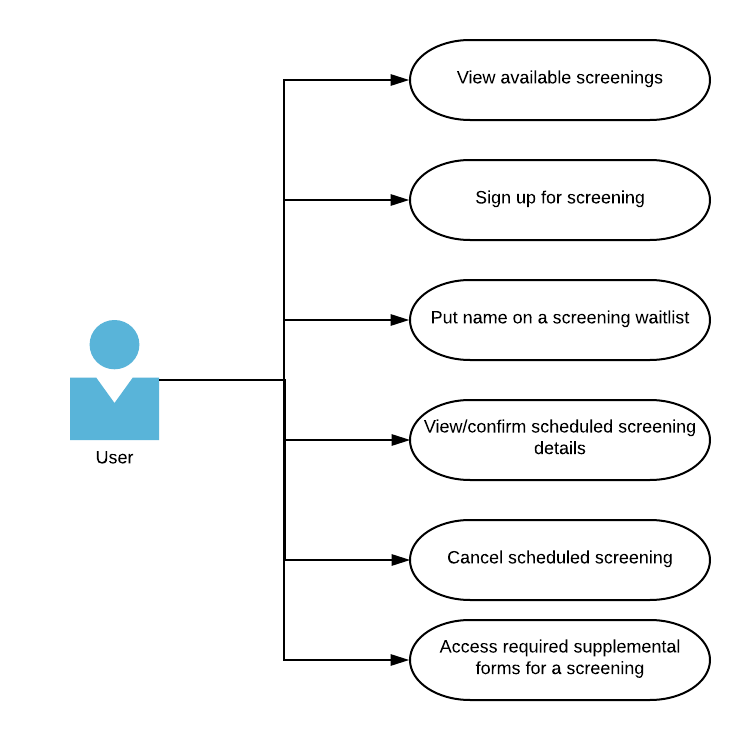 View available screenings
Sign up for screening
Put name on a screening waitlist
View/confirm scheduled screening
details
User
Cancel scheduled screening
Access required supplemental
forms for a screening